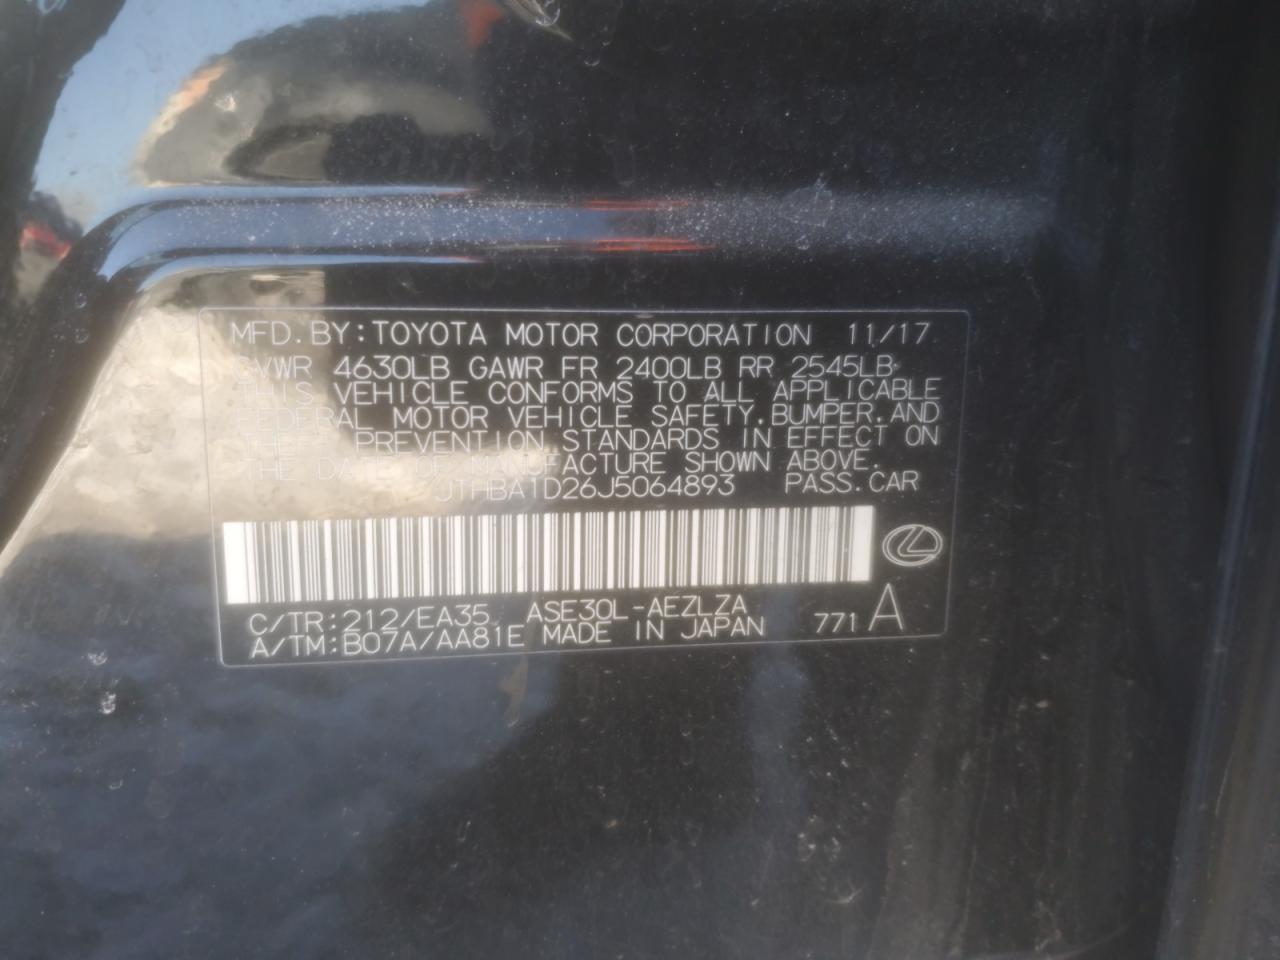 MFD. BY: TOYOTA MOTOR CORPORATION 11/17
GVWR 4630LB GAWR FR 2400LB RR 2545LB
THIS VEHICLE CONFORMS TO ALL APPLICABLE
FEDERAL MOTOR VEHICLE SAFETY, BUMPER, AND
THEFT PREVENTION STANDARDS IN EFFECT ON
THE DATE OF MANUFACTURE SHOWN ABOVE.
JTHBA1D26J5064893 PASS. CAR
C/TR: 212/EA35 ASE30L-AEZLZA
A/TM: B07A/AA81E MADE IN JAPAN 771 A